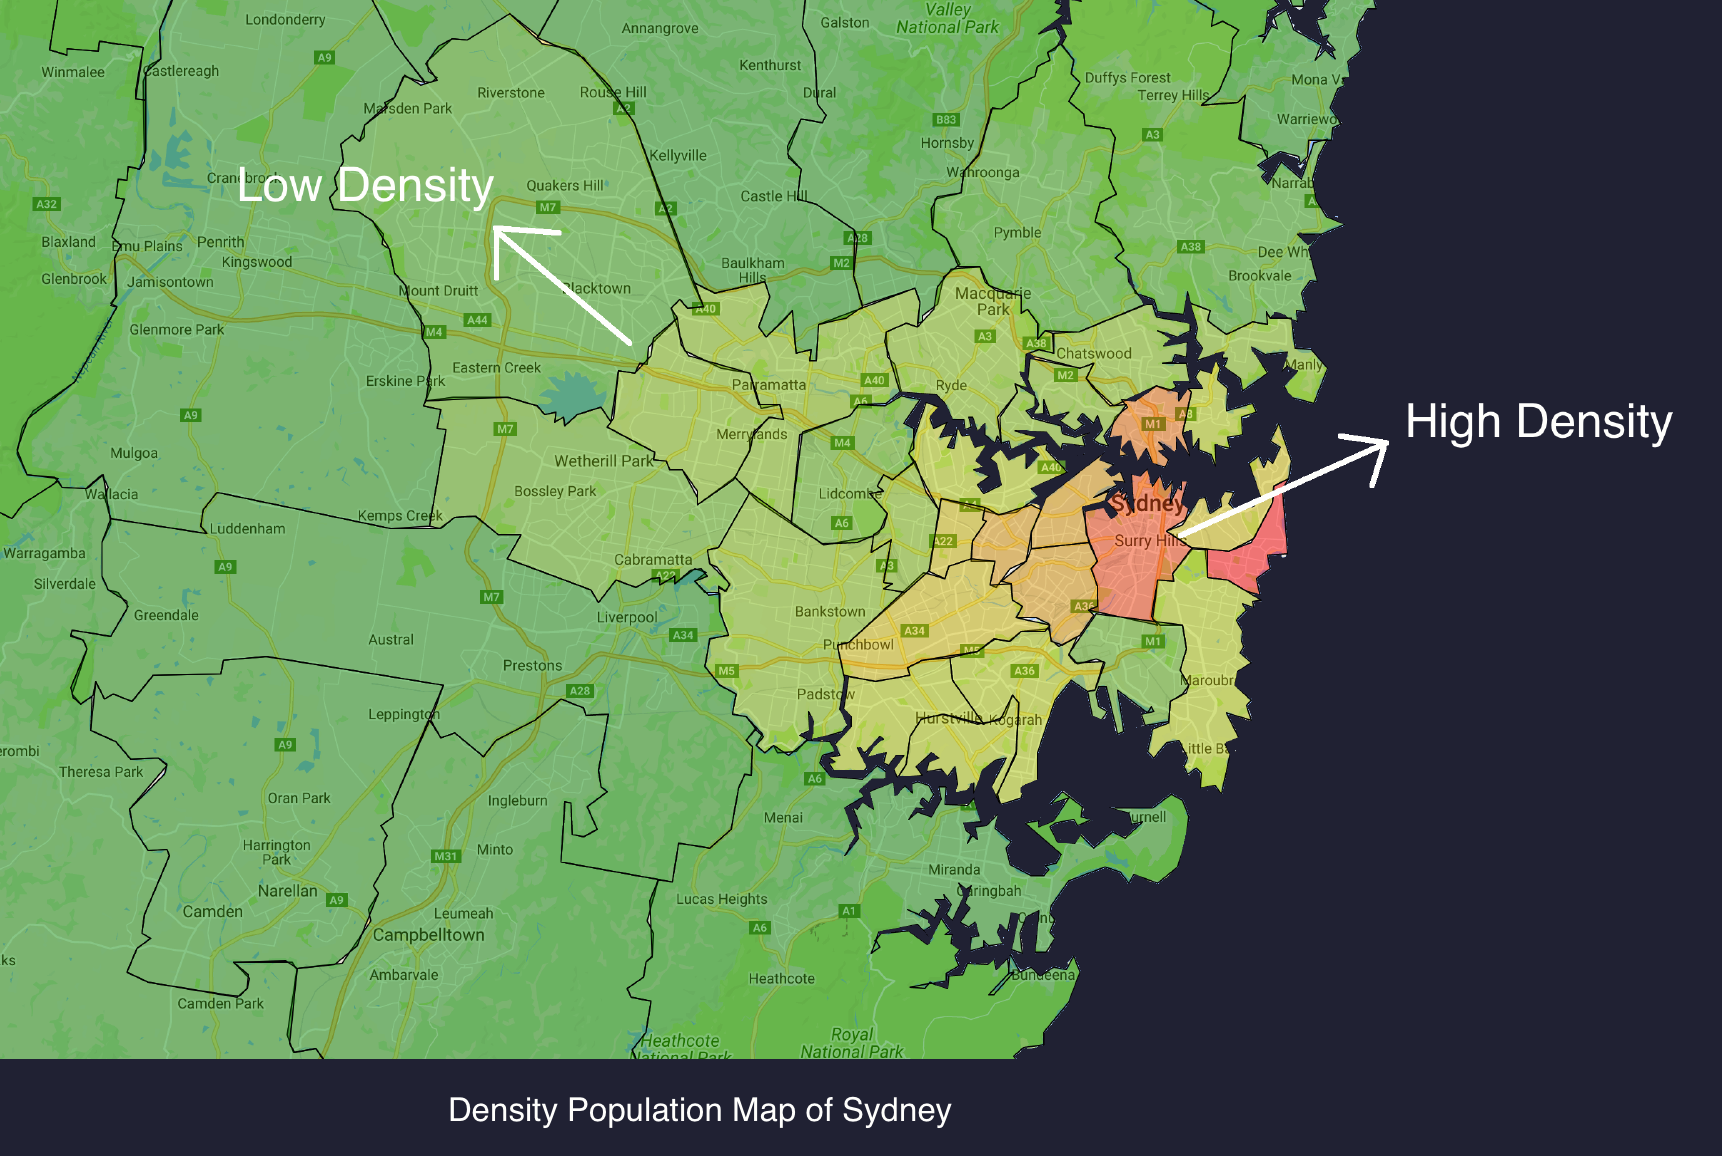 Londonderry
Annangrove
Galston
Valley
National Park
A9
Winmalee
Castlereagh
Kenthurst
Duffys Forest
Mona
Riverstone
Rouse Hill
Dural
Terrey Hills
Marsden Park
A2
B83
Warriewo
A3
Hornsby
Kellyville
Wahroonga
Cranebrook
Low Density
Quakers Hill
Castle Hill
Narrab
A32
M7
A2
A
Pymble
Blaxland
Emu Plains
Penrith
A28
A38
Dee Wh
Kingswood
M2
Baulkham
Hills
Brookvale
Glenbrook
Jamisontown
Mount Druitt
Blacktown
Macquarie
Park
A40
Glenmore Park
M4
A44
A3
A38
Chatswood
Nepean River
Eastern Creek
Manly
Erskine Park
Parramatta
A40
Ryde
M2
A6
A9
M7
Merrylands
M4
M1
A8
High Density
Mulgoa
Wetherill Park
A40
Wallacia
Bossley Park
Lidcombe
Sydney
Kemps Creek
A4
Luddenham
A6
A22
Surry Hills
Warragamba
A9
Cabramatta
A22
A3
Silverdale
M7
Greendale
Liverpool
Bankstown
A36
Austral
A34
Punchbowl
A34
M5
M1
Prestons
M5
A36
Maroubr
A28
Padstow
Leppington
Hurstville
Kogarah
erombi
A9
Little Ba
Theresa Park
A6
Oran Park
Ingleburn
Menai
urnell
Harrington
Park
M31
Minto
Miranda
Narellan
A9
Lucas Heights
Caringbah
Camden
Leumeah
A1
Cronu
Campbelltown
A6
ks
Ambarvale
Heathcote
Bundeena
Camden Park
Heathcote
National Park
Royal
National Park
Density Population Map of Sydney